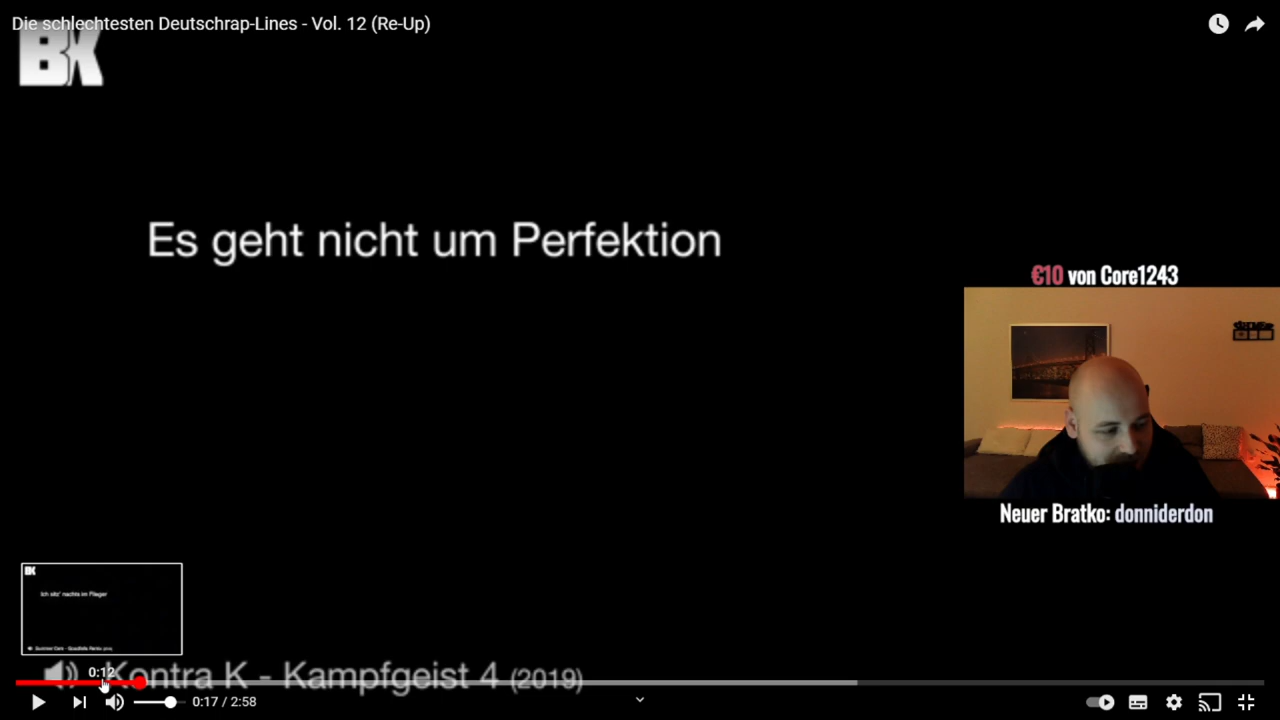 Die schlechtesten Deutschrap-Lines - Vol. 12 (Re-Up)
BK
Es geht nicht um Perfektion
€10 von Core1243
Neuer Bratko: donniderdon
BK
Ich sitz' nachts im Flieger
0:12
Kontra K - Kampfgeist 4 (2019)
0:17 / 2:58